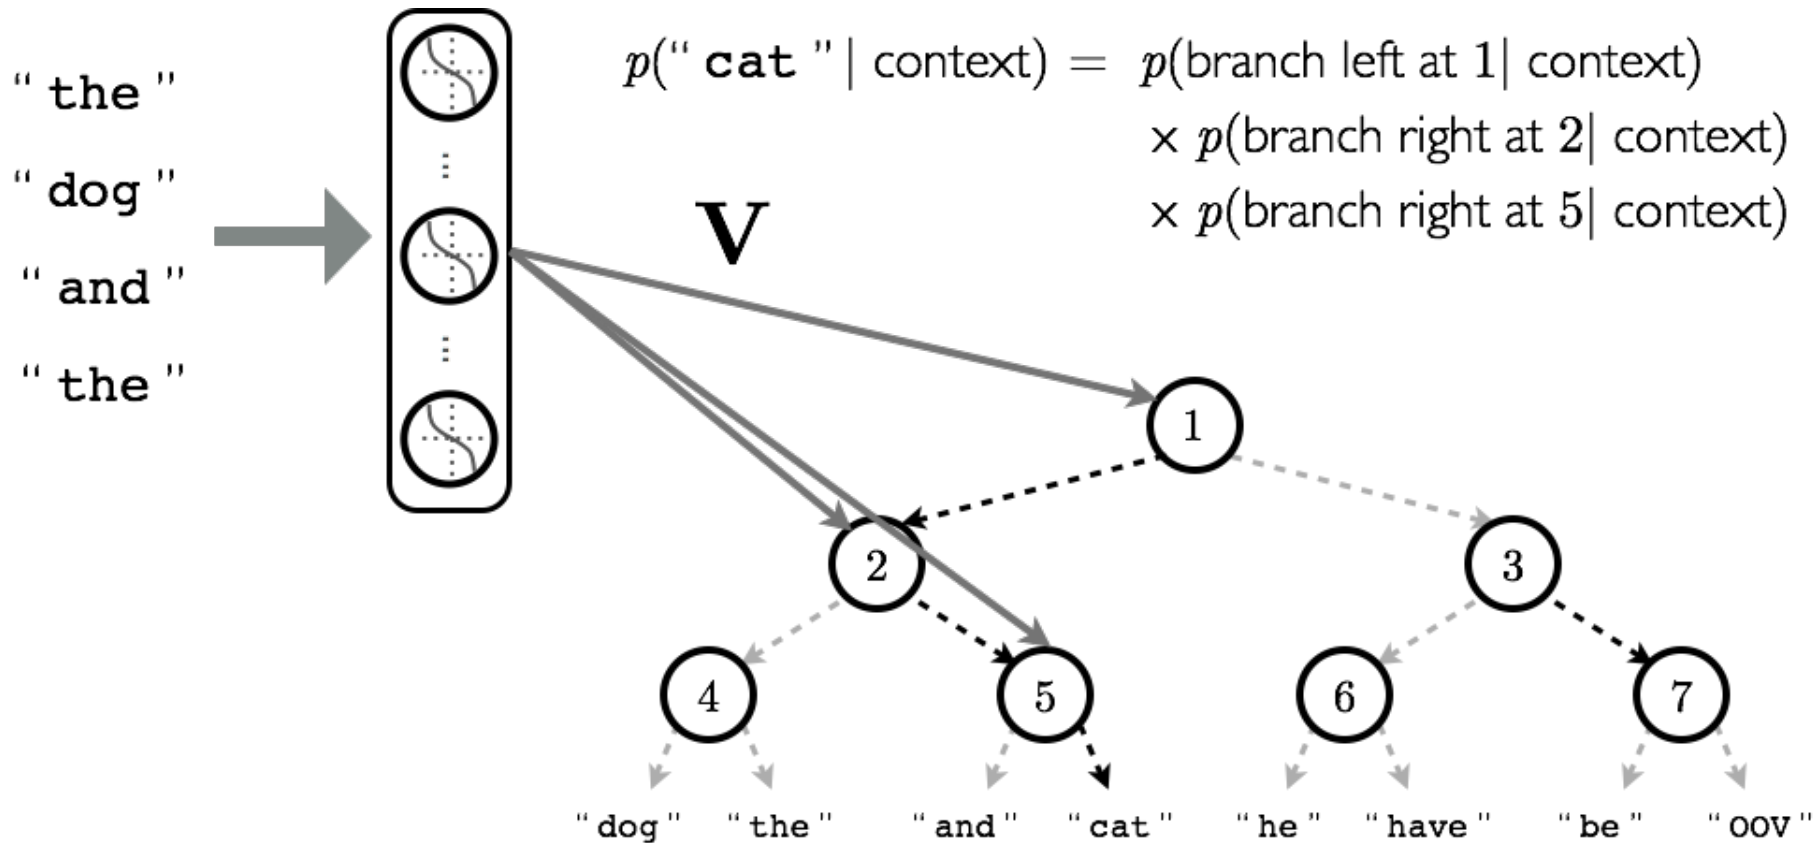 “ the ”
“ dog ”
“ and ”
“ the ”
p(“ cat ”| context) = p(branch left at 1| context)
× p(branch right at 2| context)
× p(branch right at 5| context)
V
1
2
3
4
5
6
7
“dog” “the” “and” “cat” “he” “have” “be” “OOV”